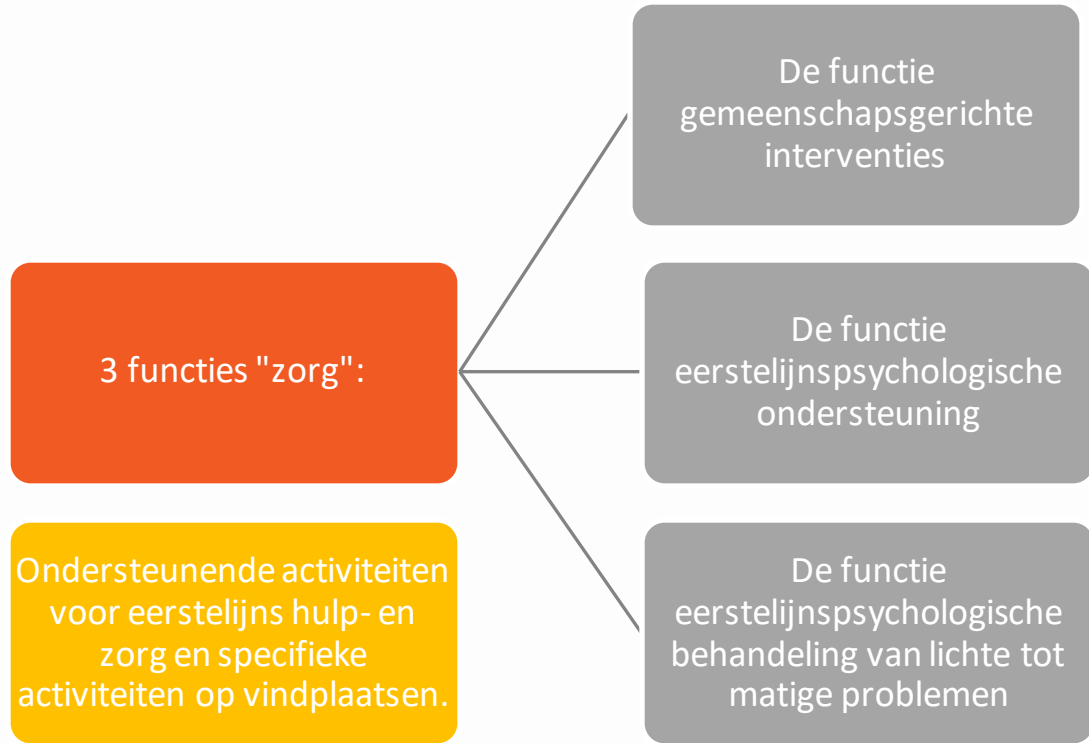 3 functies "zorg":
De functie
gemeenschapsgerichte
interventies
De functie
eerstelijnspsychologische
ondersteuning
De functie
eerstelijnspsychologische
behandeling van lichte tot
matige problemen
Ondersteunende activiteiten
voor eerstelijns hulp- en
zorg en specifieke
activiteiten op vindplaatsen.